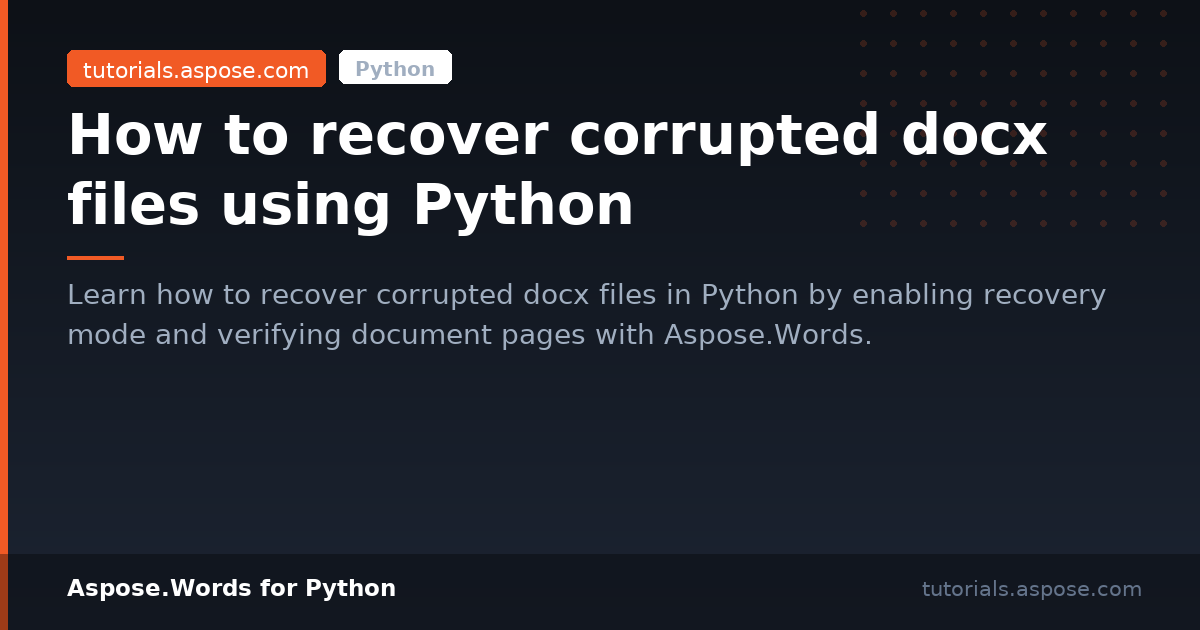 tutorials.aspose.com
Python
How to recover corrupted docx
files using Python
Learn how to recover corrupted docx files in Python by enabling recovery
mode and verifying document pages with Aspose.Words.
Aspose.Words for Python
tutorials.aspose.com